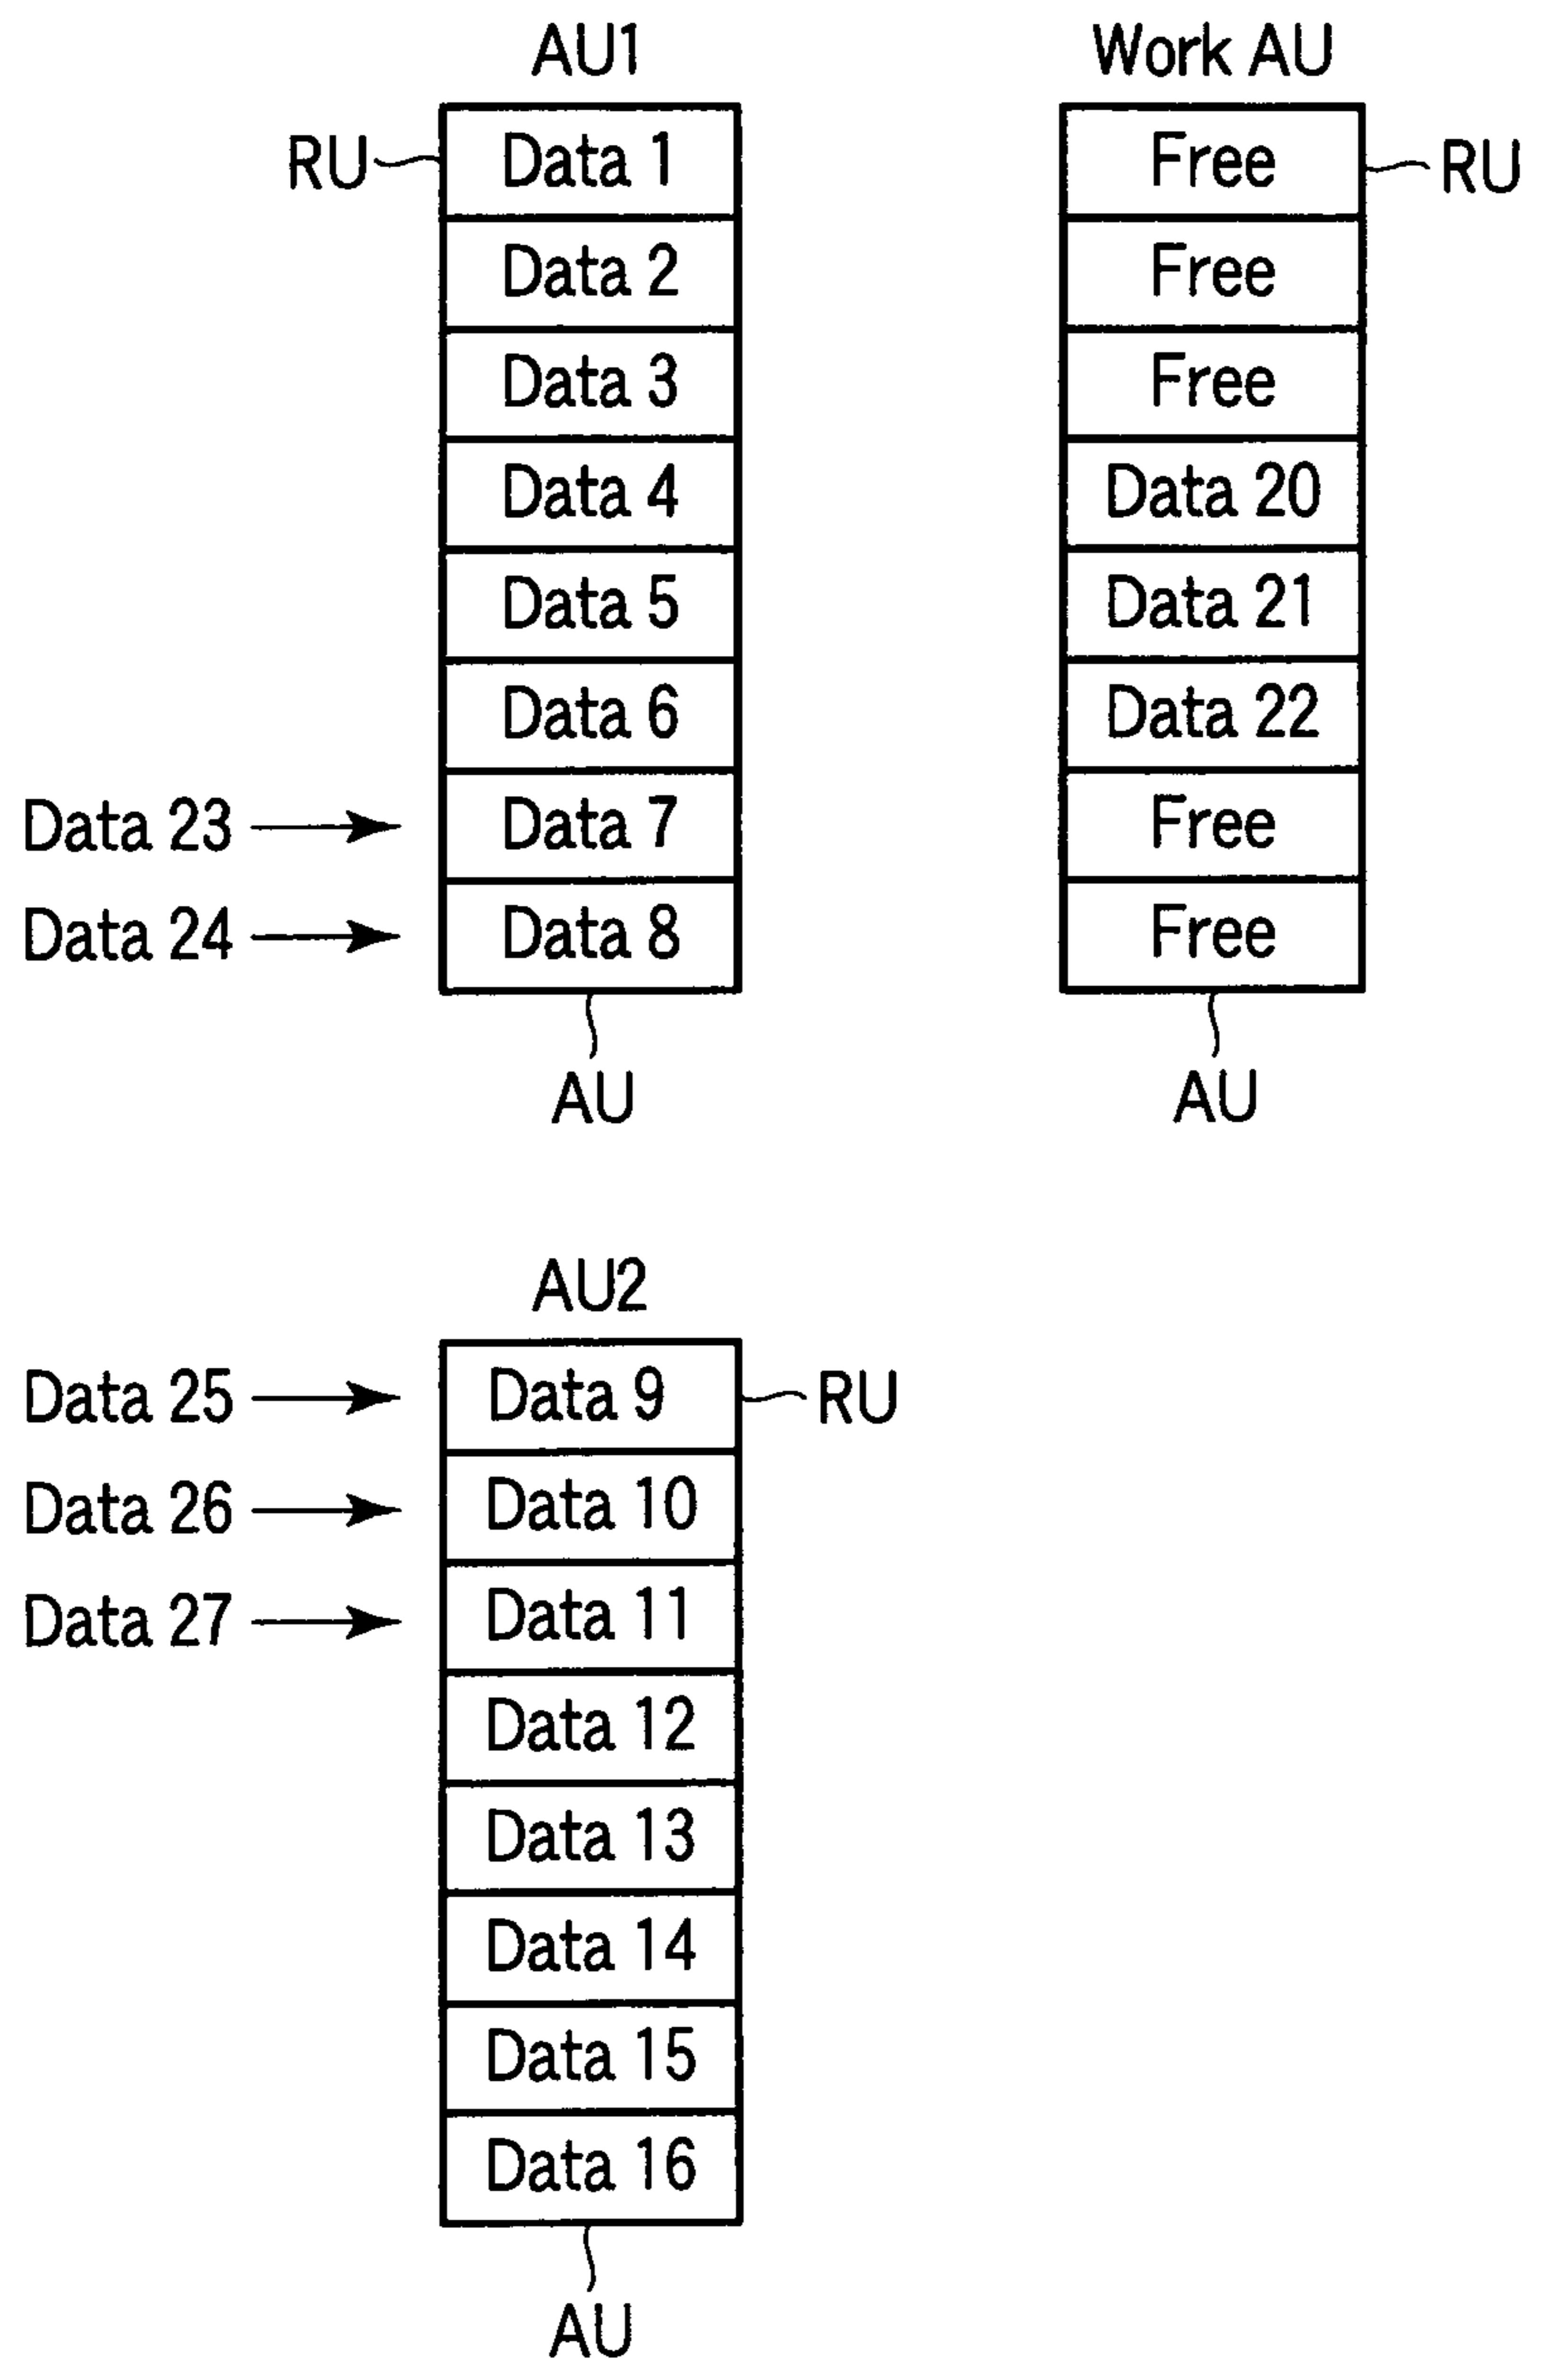 AU1
RU
Data 1
Data 2
Data 3
Data 4
Data 5
Data 6
Data 23
Data 7
Data 24
Data 8
AU
Work AU
Free
RU
Free
Free
Data 20
Data 21
Data 22
Free
Free
AU
AU2
Data 25
Data 9
RU
Data 26
Data 10
Data 27
Data 11
Data 12
Data 13
Data 14
Data 15
Data 16
AU